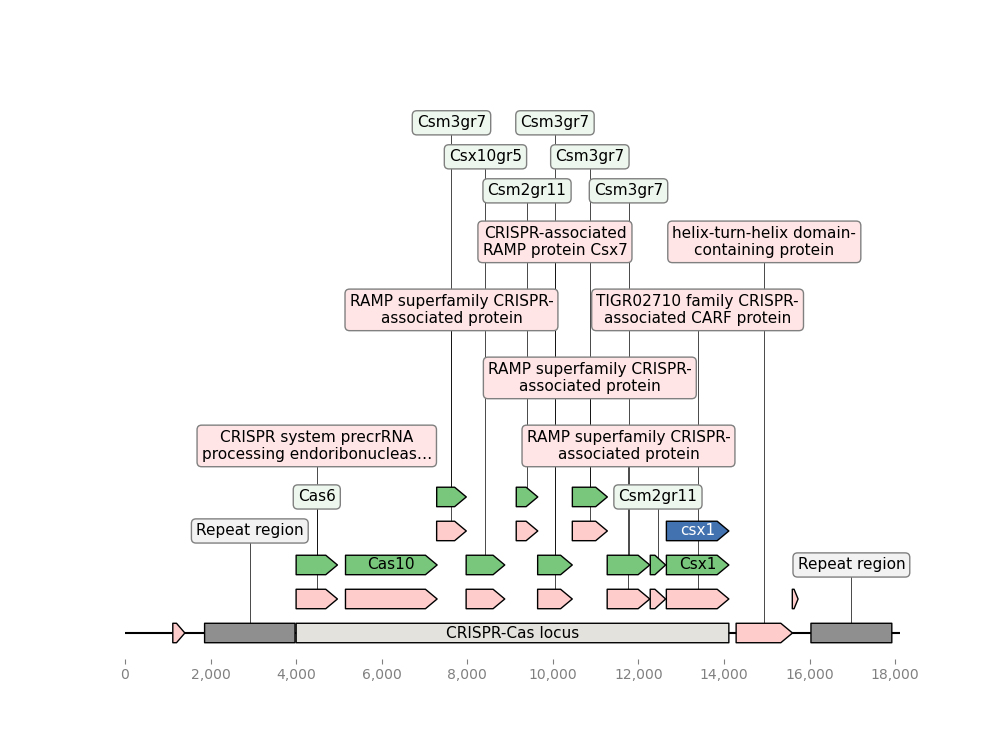 Csm3gr7
Csm3gr7
Csx10gr5
Csm3gr7
Csm2gr11
Csm3gr7
CRISPR-associated
RAMP protein Csx7
helix-turn-helix domain-
containing protein
RAMP superfamily CRISPR-
associated protein
TIGR02710 family CRISPR-
associated CARF protein
RAMP superfamily CRISPR-
associated protein
CRISPR system precrRNA
processing endoribonucleas…
RAMP superfamily CRISPR-
associated protein
Cas6
Csm2gr11
Repeat region
csx1
Cas10
Csx1
Repeat region
CRISPR-Cas locus
0
2,000
4,000
6,000
8,000
10,000
12,000
14,000
16,000
18,000